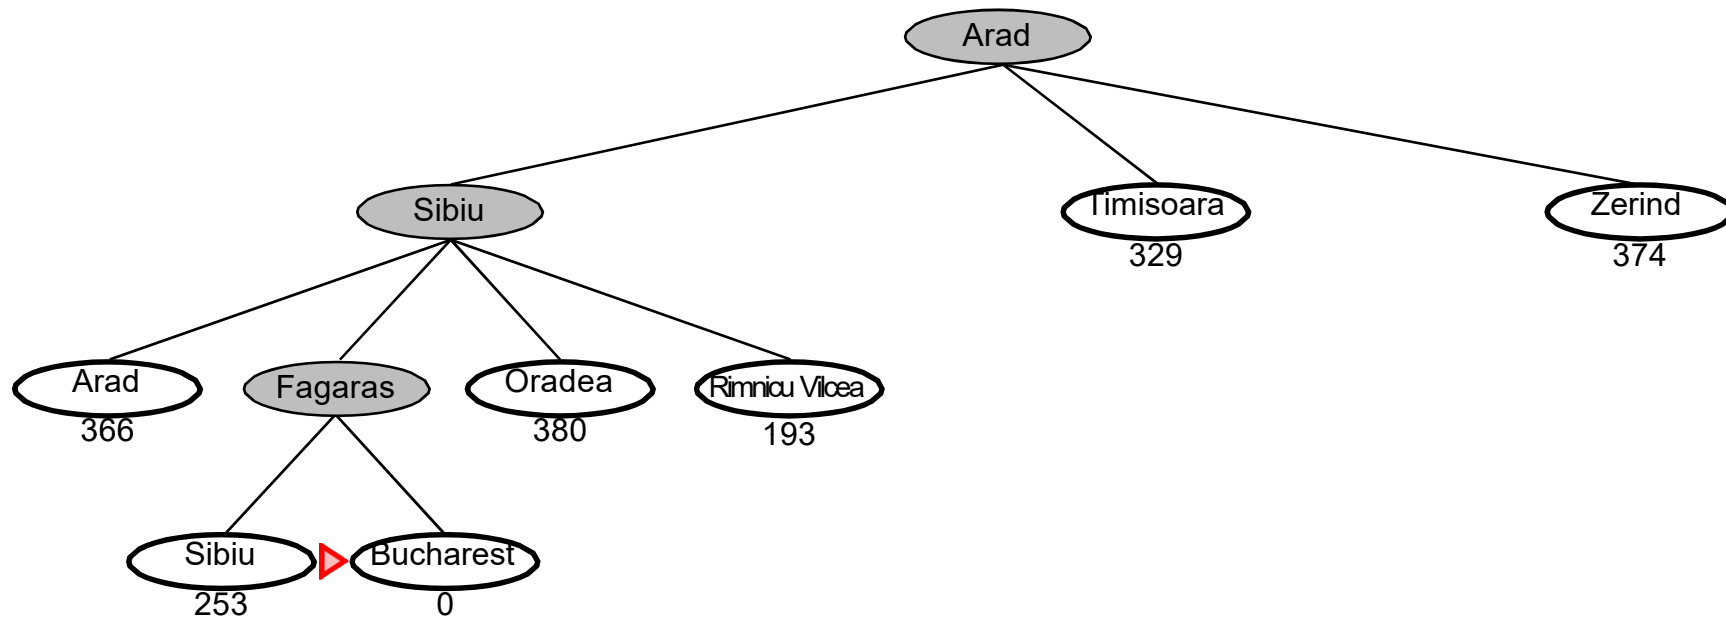 Arad
Sibiu
Timisoara
Zerind
329
374
Arad
Fagaras
Oradea
Rimnicu Vilcea
366
380
193
Sibiu
Bucharest
253
0